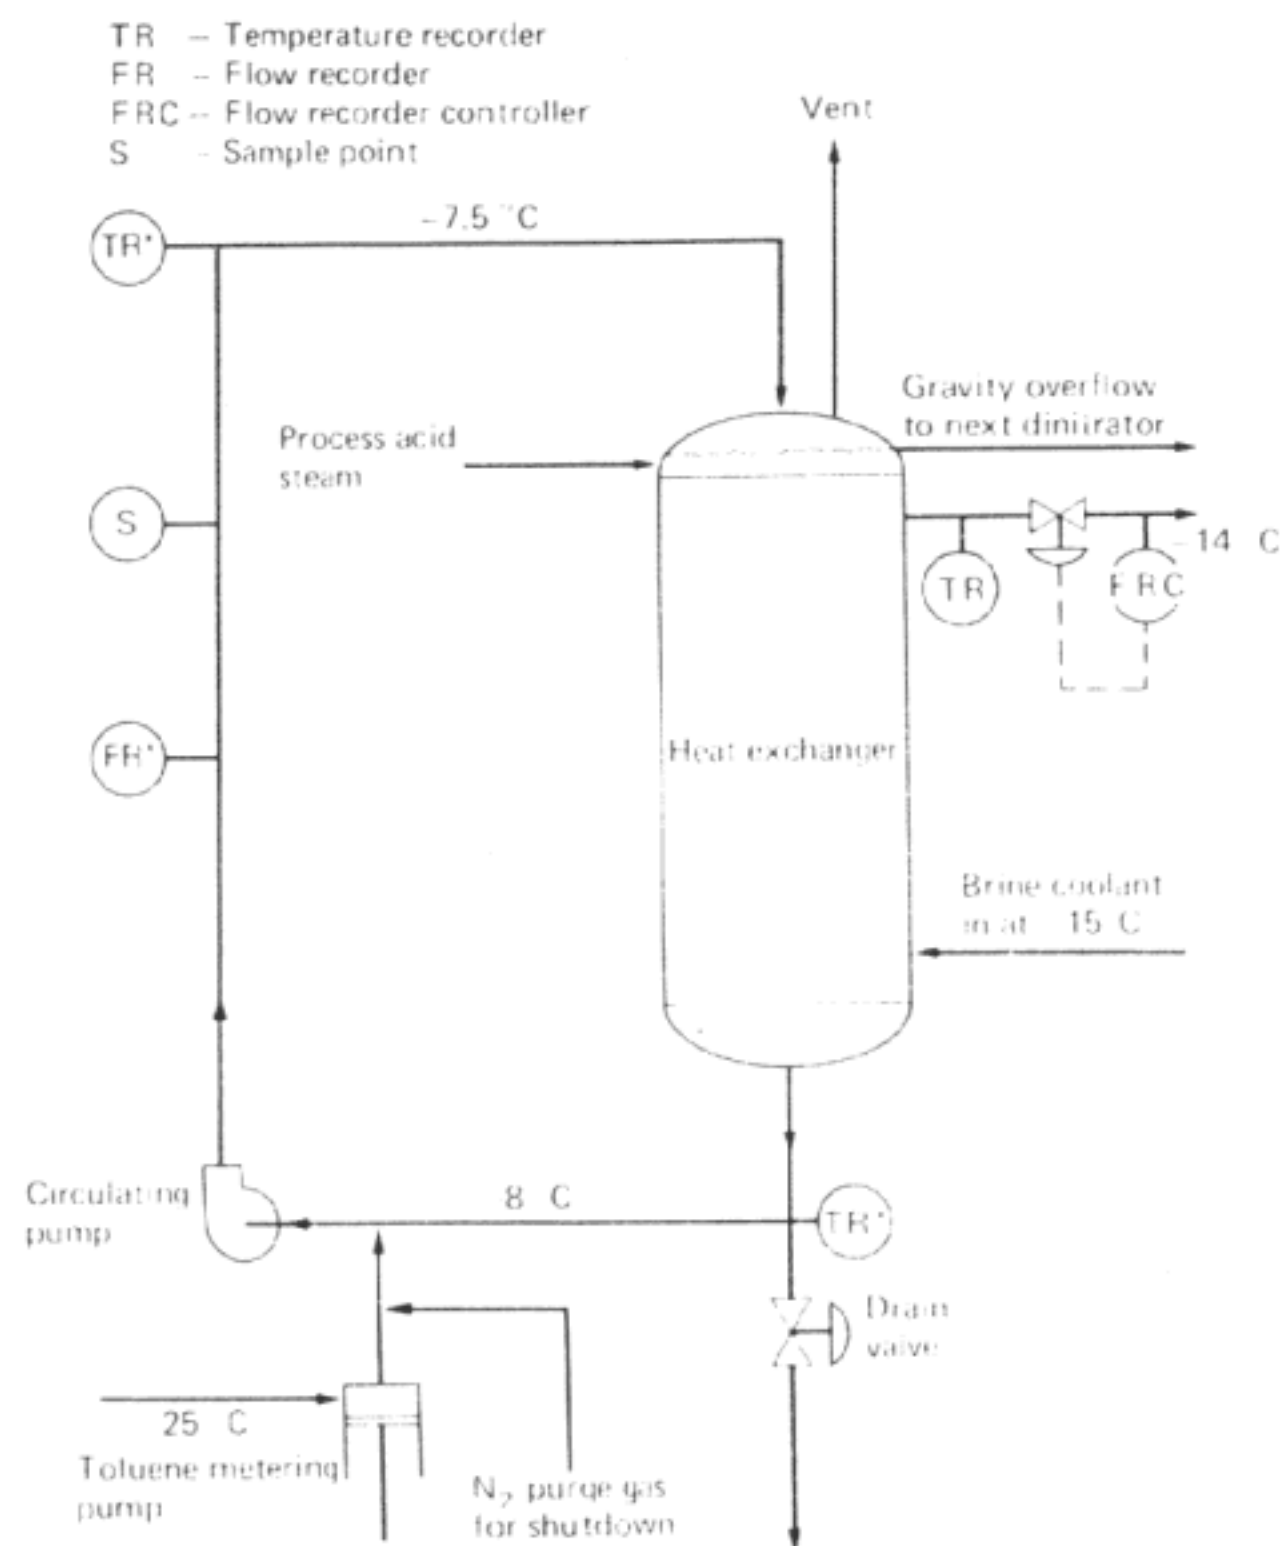 TR – Temperature recorder
FR – Flow recorder
FRC – Flow recorder controller
S – Sample point
Vent
–7.5 °C
TR*
Gravity overflow
to next dinitrator
Process acid
steam
S
–14 C
TR
FRC
FR*
Heat exchanger
Brine coolant
in at 15 C
Circulating
pump
8 C
TR*
Drain
valve
25 C
Toluene metering
pump
N₂ purge gas
for shutdown